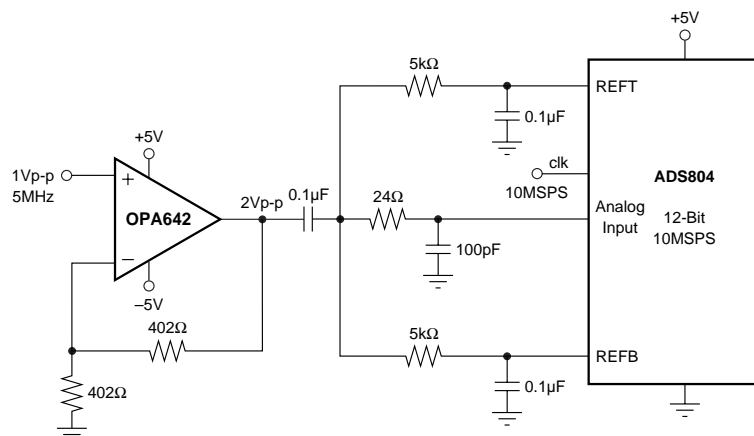 +5V
5kΩ
REFT
0.1µF
+5V
1Vp-p
5MHz
+
OPA642
2Vp-p
0.1µF
clk
10MSPS
ADS804
24Ω
Analog
Input
12-Bit
10MSPS
100pF
–
–5V
402Ω
402Ω
5kΩ
REFB
0.1µF